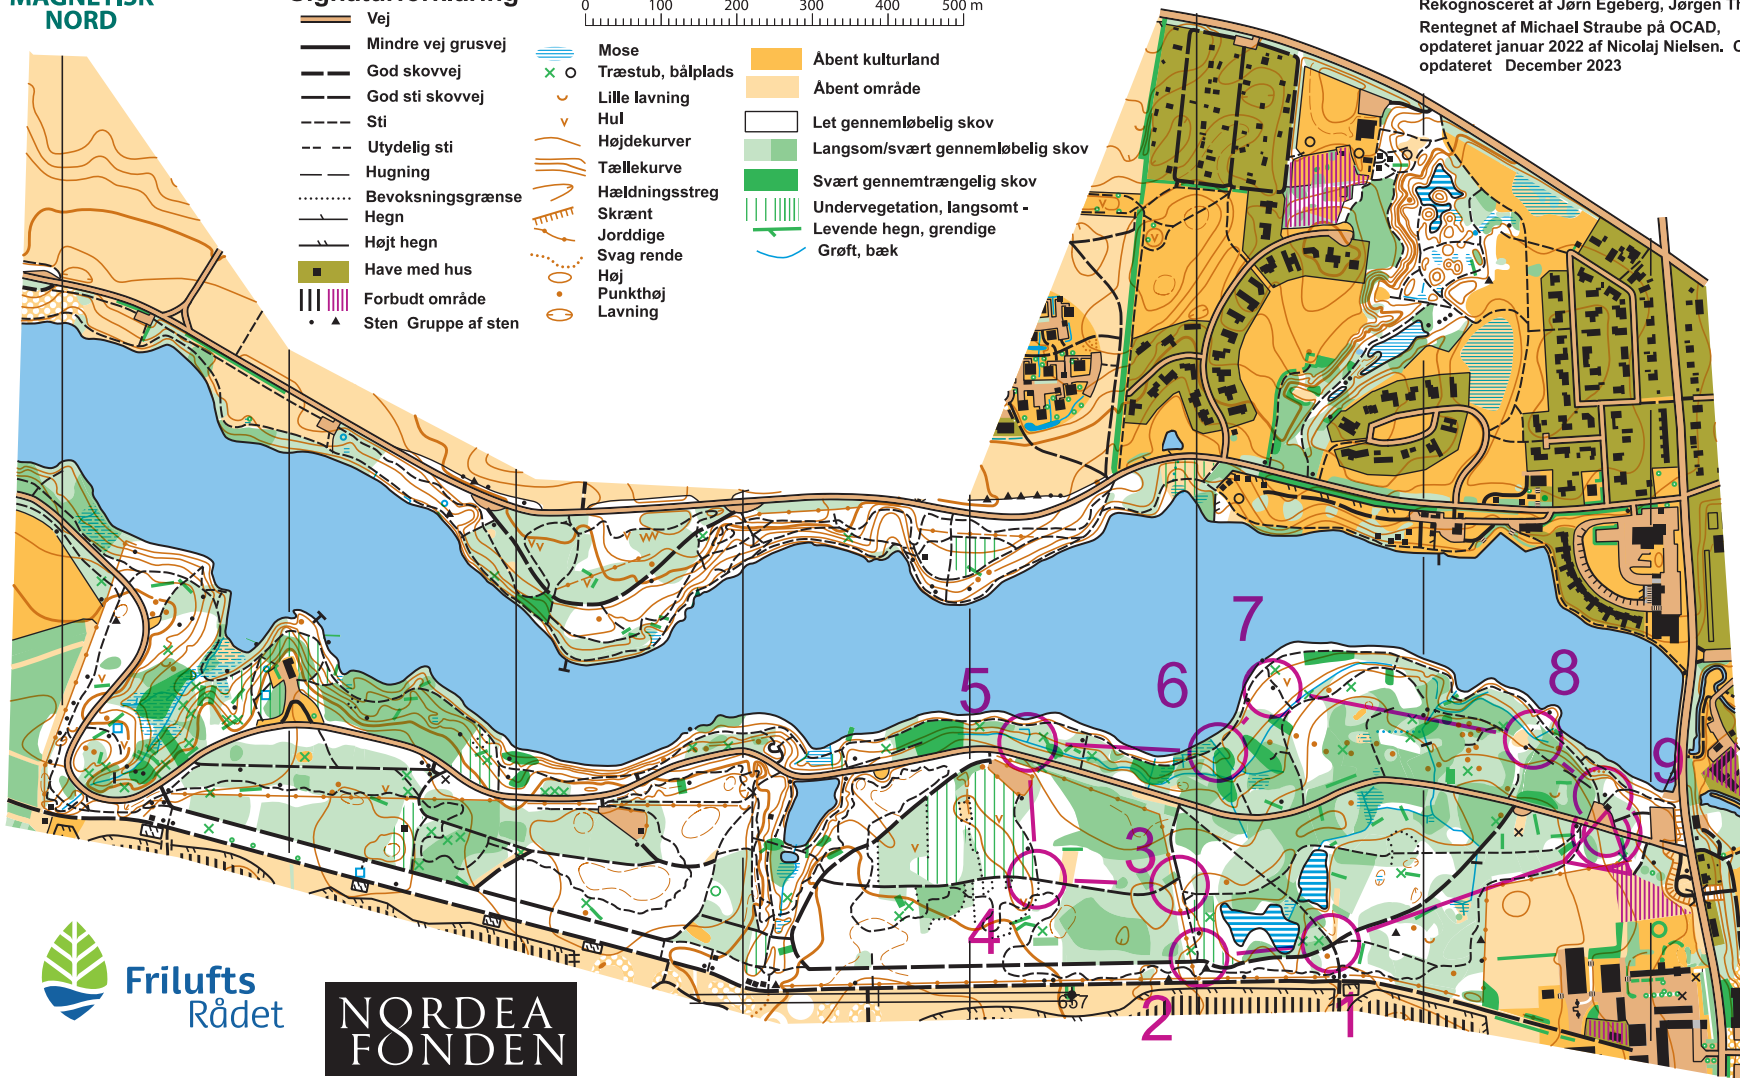 MAGNETISK
NORD
Signaturforklaring
Vej
Mindre vej grusvej
God skovvej
God sti skovvej
Sti
Utydelig sti
Hugning
Bevoksningsgrænse
Hegn
Højt hegn
Have med hus
Forbudt område
Sten Gruppe af sten
0 100 200 300 400 500 m
Mose
Træstub, bålplads
Lille lavning
Hul
Højdekurver
Tællekurve
Hældningsstreg
Skrænt
Jorddige
Svag rende
Høj
Punkthøj
Lavning
Åbent kulturland
Åbent område
Let gennemløbelig skov
Langsom/svært gennemløbelig skov
Svært gennemtrængelig skov
Undervegetation, langsomt -
Levende hegn, grendige
Grøft, bæk
Rekognosceret af Jørn Egeberg, Jørgen
Rentegnet af Michael Straube på OCAD,
opdateret januar 2022 af Nicolaj Nielsen.
opdateret December 2023
7
5
6
8
9
3
4
2
1
657
Frilufts
Rådet
NORDEA
FONDEN